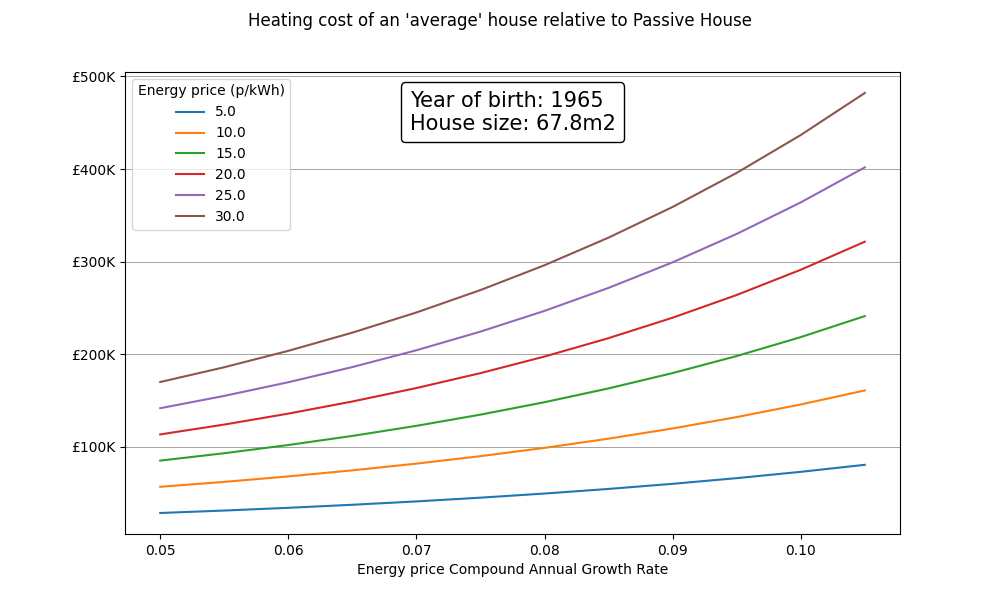 Heating cost of an 'average' house relative to Passive House
£500K
£400K
£300K
£200K
£100K
Energy price (p/kWh)
5.0
10.0
15.0
20.0
25.0
30.0
Year of birth: 1965
House size: 67.8m2
0.05 0.06 0.07 0.08 0.09 0.10
Energy price Compound Annual Growth Rate